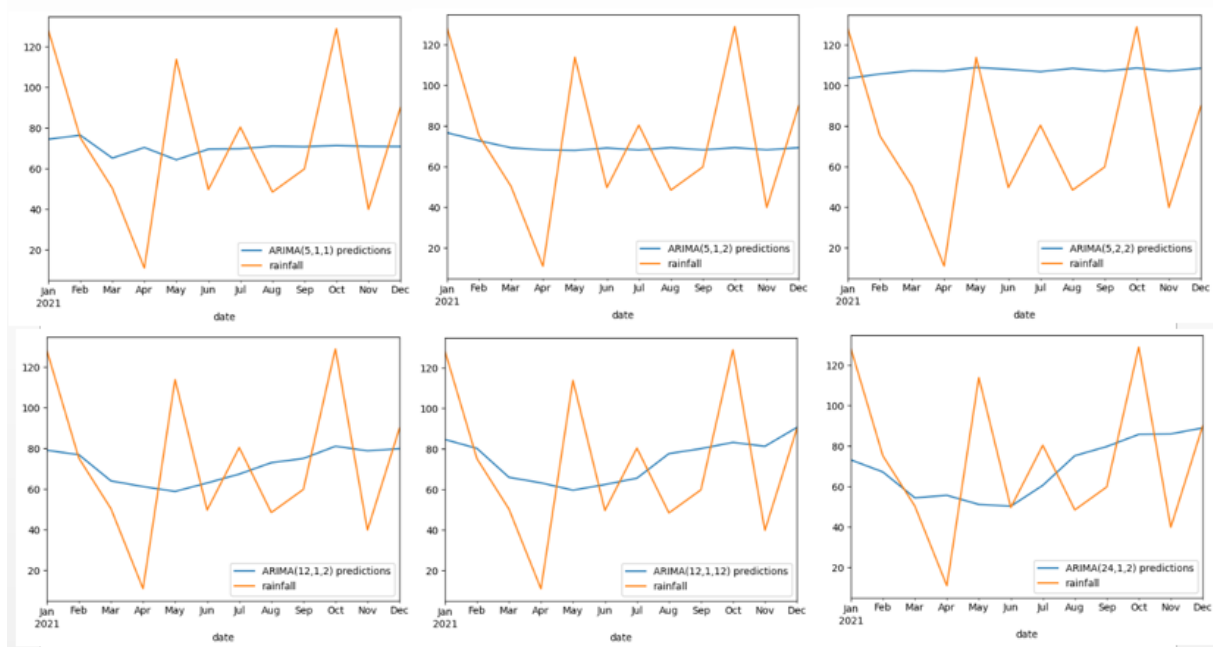 120
100
80
60
40
20
ARIMA(5,1,1) predictions
rainfall
Jan Feb Mar Apr May Jun Jul Aug Sep Oct Nov Dec
2021
date
120
100
80
60
40
20
ARIMA(5,1,2) predictions
rainfall
Jan Feb Mar Apr May Jun Jul Aug Sep Oct Nov Dec
2021
date
120
100
80
60
40
20
ARIMA(5,2,2) predictions
rainfall
Jan Feb Mar Apr May Jun Jul Aug Sep Oct Nov Dec
2021
date
120
100
80
60
40
20
ARIMA(12,1,2) predictions
rainfall
Jan Feb Mar Apr May Jun Jul Aug Sep Oct Nov Dec
2021
date
120
100
80
60
40
20
ARIMA(12,1,12) predictions
rainfall
Jan Feb Mar Apr May Jun Jul Aug Sep Oct Nov Dec
2021
date
120
100
80
60
40
20
ARIMA(24,1,2) predictions
rainfall
Jan Feb Mar Apr May Jun Jul Aug Sep Oct Nov Dec
2021
date